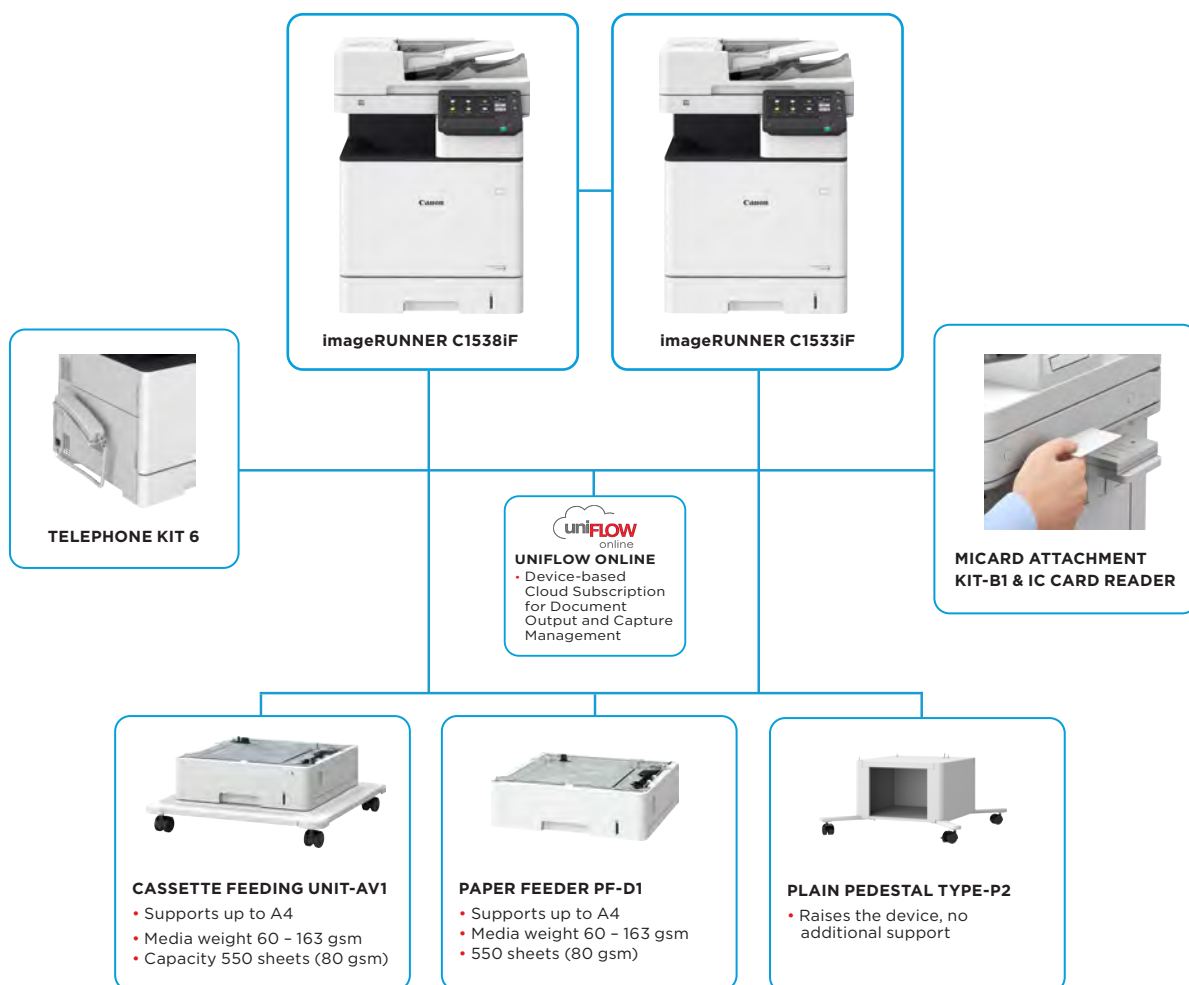 Canon
Canon
imageRUNNER C1538iF
imageRUNNER C1533iF
TELEPHONE KIT 6
uniFLOW
online
UNIFLOW ONLINE
• Device-based
Cloud Subscription
for Document
Output and Capture
Management
MICARD ATTACHMENT
KIT-B1 & IC CARD READER
CASSETTE FEEDING UNIT-AV1
• Supports up to A4
• Media weight 60 – 163 gsm
• Capacity 550 sheets (80 gsm)
PAPER FEEDER PF-D1
• Supports up to A4
• Media weight 60 – 163 gsm
• 550 sheets (80 gsm)
PLAIN PEDESTAL TYPE-P2
• Raises the device, no
additional support